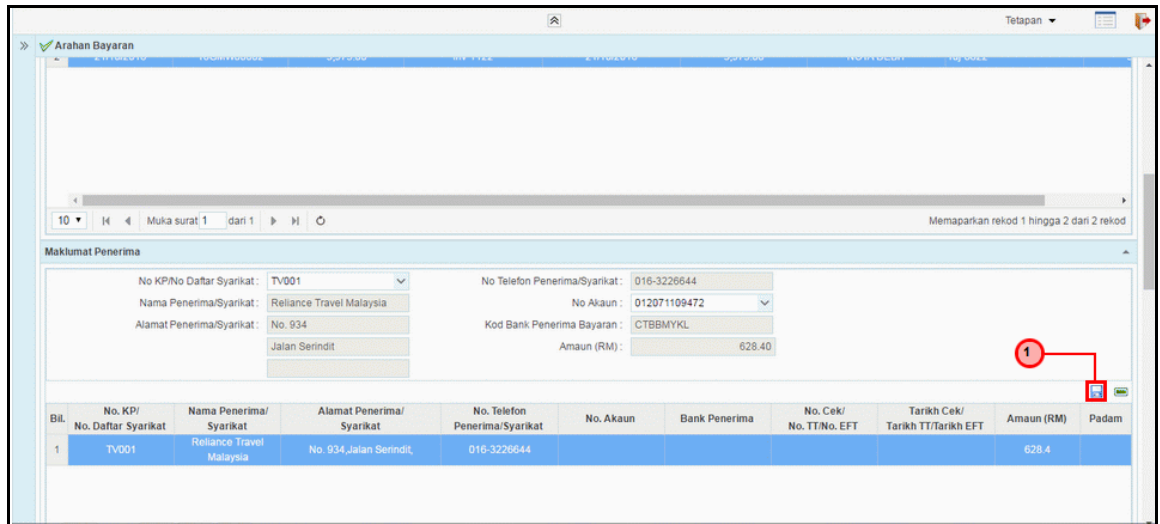 Tetapan
Arahan Bayaran
Muka surat 1 dari 1
10
Memaparkan rekod 1 hingga 2 dari 2 rekod
Maklumat Penerima
No KP/No Daftar Syarikat : TV001
No Telefon Penerima/Syarikat : 016-3226644
Nama Penerima/Syarikat : Reliance Travel Malaysia
No Akaun : 012071109472
Alamat Penerima/Syarikat : No. 934
Kod Bank Penerima Bayaran : CTBBMYKL
Jalan Serindit
Amaun (RM) : 628.40
1
Bil. No. KP/ No. Daftar Syarikat Nama Penerima/ Syarikat Alamat Penerima/ Syarikat No. Telefon Penerima/Syarikat No. Akaun Bank Penerima No. Cek/ No. TT/No. EFT Tarikh Cek/ Tarikh TT/Tarikh EFT Amaun (RM) Padam
1 TV001 Reliance Travel Malaysia No. 934,Jalan Serindit, 016-3226644 628.4